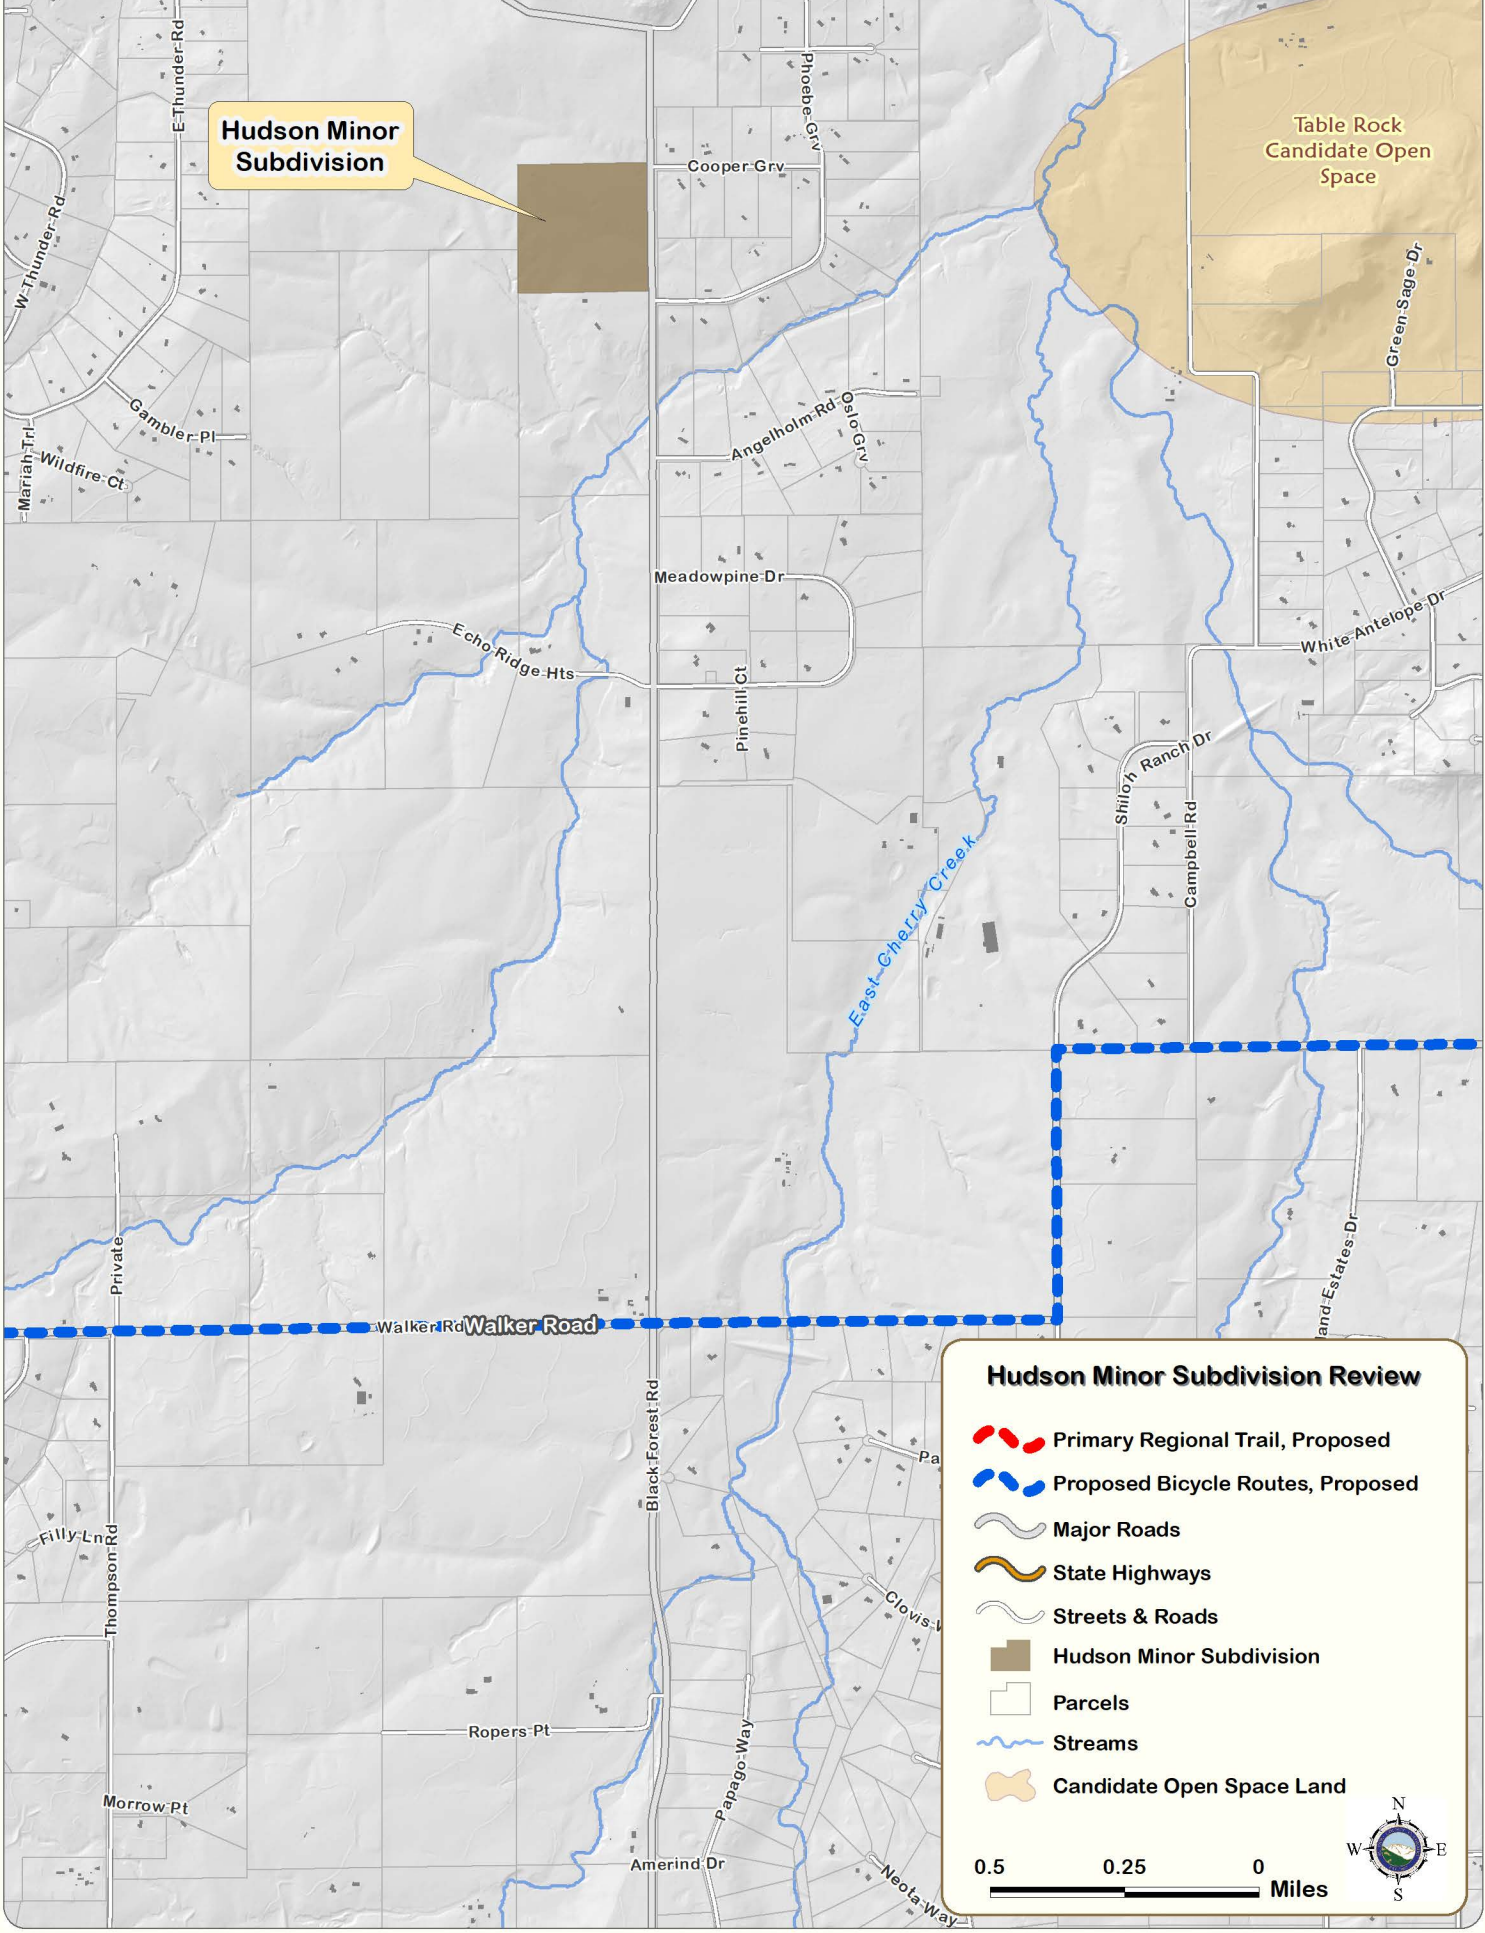 E Thunder Rd
Phoebe Grv
Hudson Minor
Subdivision
Table Rock
Candidate Open
Space
Cooper Grv
W Thunder Rd
Green Sage Dr
Gambler Pl
Angelholm Rd
Oslo Grv
Mariah Trl
Wildfire Ct
Meadowpine Dr
Echo Ridge Hts
White Antelope Dr
Pinehill Ct
Shiloh Ranch Dr
Campbell Rd
East Cherry Creek
Private
land Estates Dr
Walker Rd
Walker Road
Black Forest Rd
Pa
Filly Ln
Thompson Rd
Clovis
Ropers Pt
Papago Way
Morrow Pt
Amerind Dr
Neota Way
Hudson Minor Subdivision Review
Primary Regional Trail, Proposed
Proposed Bicycle Routes, Proposed
Major Roads
State Highways
Streets & Roads
Hudson Minor Subdivision
Parcels
Streams
Candidate Open Space Land
N
W E
S
0.5 0.25 0
Miles